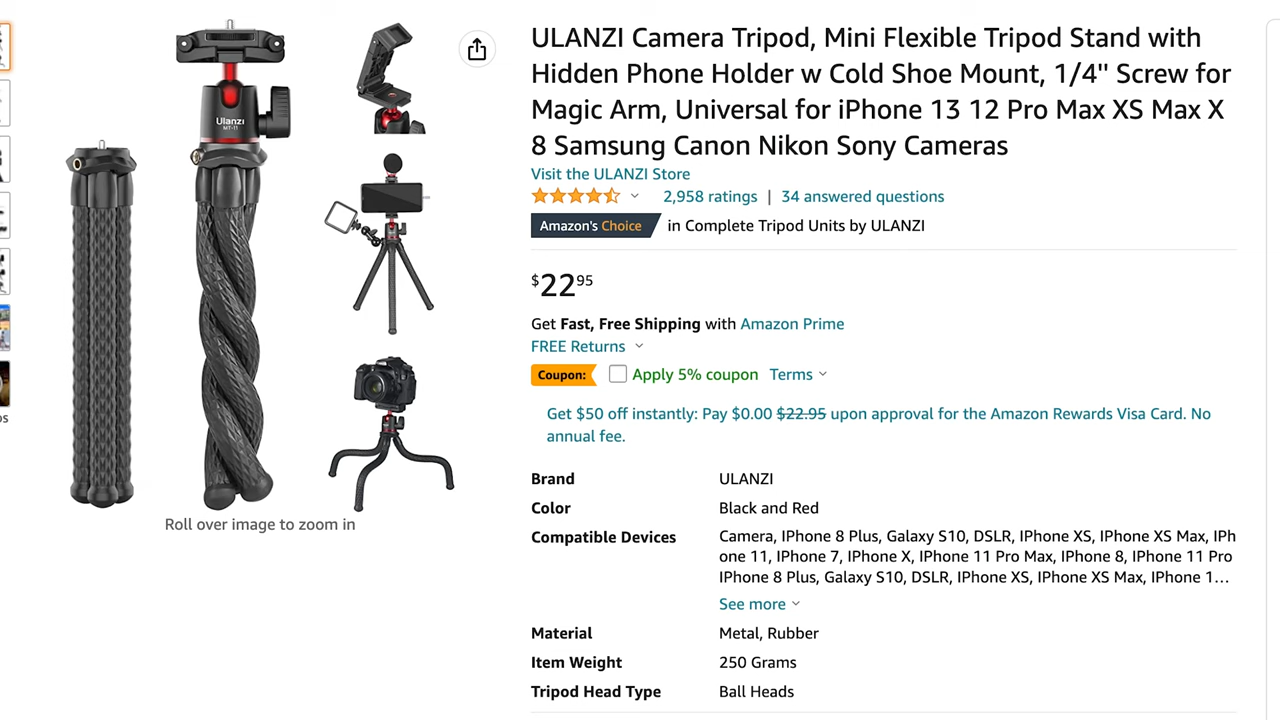 ULANZI Camera Tripod, Mini Flexible Tripod Stand with
Hidden Phone Holder w Cold Shoe Mount, 1/4" Screw for
Magic Arm, Universal for iPhone 13 12 Pro Max XS Max X
8 Samsung Canon Nikon Sony Cameras
Visit the ULANZI Store
2,958 ratings | 34 answered questions
Amazon's Choice in Complete Tripod Units by ULANZI
$22 95
Get Fast, Free Shipping with Amazon Prime
FREE Returns
Coupon: Apply 5% coupon Terms
Get $50 off instantly: Pay $0.00 $22.95 upon approval for the Amazon Rewards Visa Card. No
annual fee.
Brand ULANZI
Color Black and Red
Compatible Devices Camera, IPhone 8 Plus, Galaxy S10, DSLR, IPhone XS, IPhone XS Max, IPh
one 11, IPhone 7, IPhone X, IPhone 11 Pro Max, IPhone 8, IPhone 11 Pro
IPhone 8 Plus, Galaxy S10, DSLR, IPhone XS, IPhone XS Max, IPhone 1…
See more
Material Metal, Rubber
Item Weight 250 Grams
Tripod Head Type Ball Heads
Ulanzi
MT-11
os
Roll over image to zoom in